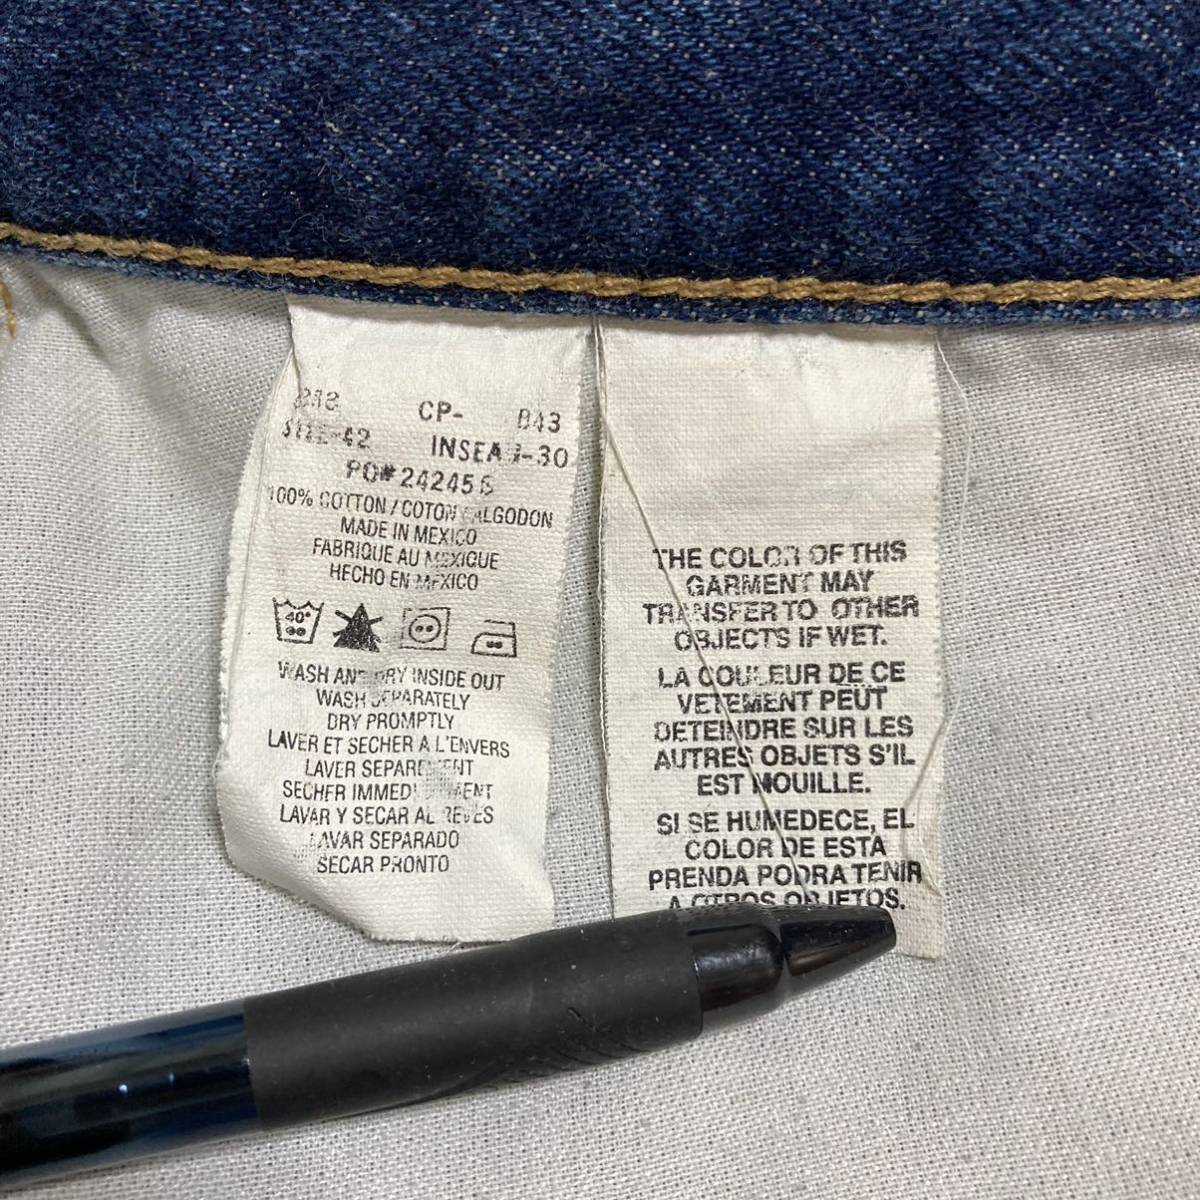 CP- B43
SIZE-42 INSEAM-30
PO# 242456
100% COTTON / COTON / ALGODON
MADE IN MEXICO
FABRIQUE AU MEXIQUE
HECHO EN MEXICO
40°
WASH AND DRY INSIDE OUT
WASH SEPARATELY
DRY PROMPTLY
LAVER ET SECHER A L'ENVERS
LAVER SEPAREMENT
SECHER IMMEDIATEMENT
LAVAR Y SECAR AL REVES
LAVAR SEPARADO
SECAR PRONTO
THE COLOR OF THIS
GARMENT MAY
TRANSFER TO OTHER
OBJECTS IF WET.
LA COULEUR DE CE
VETEMENT PEUT
DETEINDRE SUR LES
AUTRES OBJETS S'IL
EST MOUILLE.
SI SE HUMEDECE, EL
COLOR DE ESTA
PRENDA PODRA TENIR
A OTROS OBJETOS.